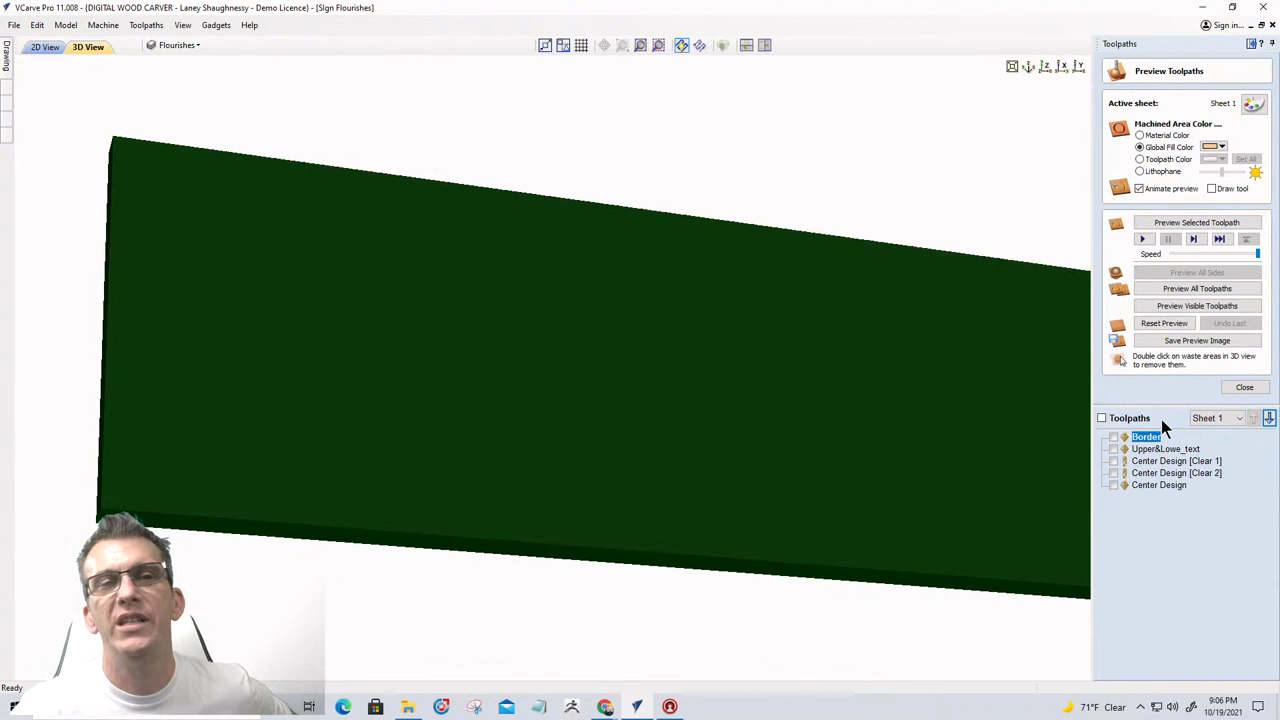 VCarve Pro 11.008 - {DIGITAL WOOD CARVER - Laney Shaughnessy - Demo Licence} - [Sign Flourishes]
File Edit Model Machine Toolpaths View Gadgets Help
Sign in...
2D View 3D View Flourishes
Drawing
Toolpaths
Preview Toolpaths
Active sheet: Sheet 1
Machined Area Color ....
Material Color
Global Fill Color
Toolpath Color Set All
Lithophane
Animate preview Draw tool
Preview Selected Toolpath
Speed
Preview All Sides
Preview All Toolpaths
Preview Visible Toolpaths
Reset Preview Undo Last
Save Preview Image
Double click on waste areas in 3D view
to remove them.
Close
Toolpaths Sheet 1
Border
Upper&Lowe_text
Center Design [Clear 1]
Center Design [Clear 2]
Center Design
Ready
71°F Clear
9:06 PM
10/19/2021